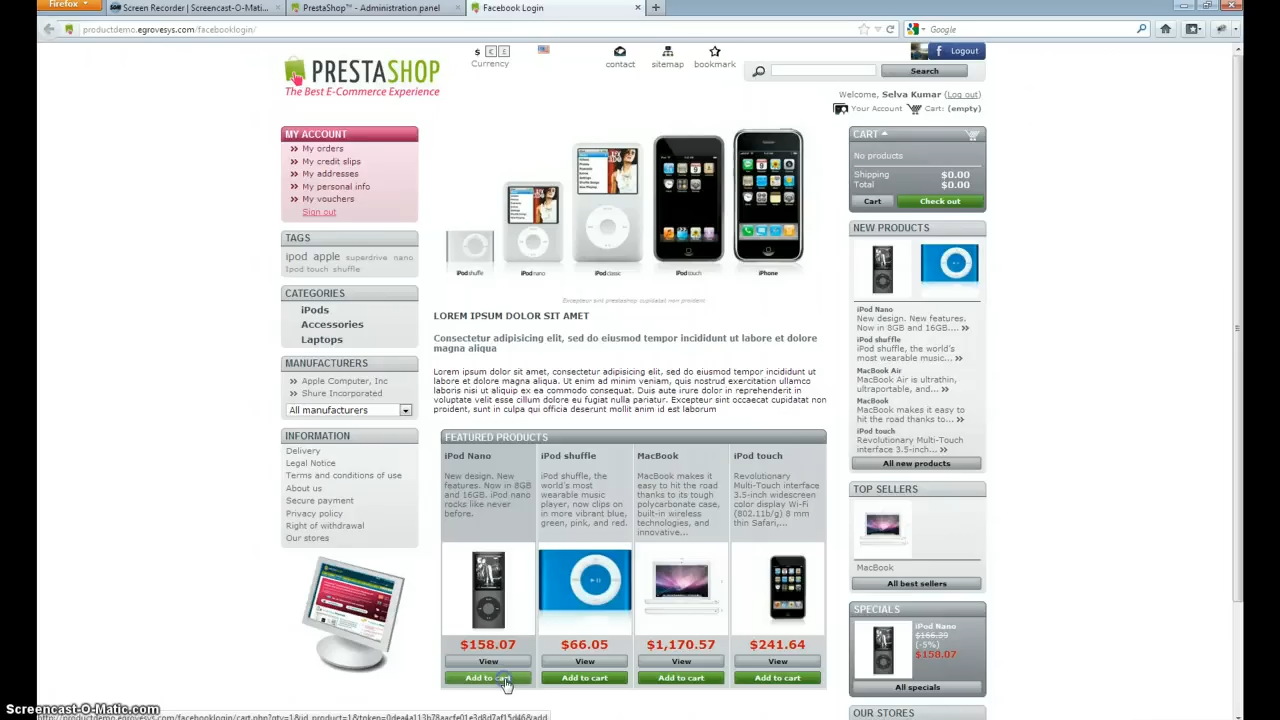 Firefox
Screen Recorder | Screencast-O-Mati...
PrestaShop™ - Administration panel
Facebook Login
productdemo.egrovesys.com/facebooklogin/
Google
PRESTASHOP
The Best E-Commerce Experience
$ € £
Currency
contact
sitemap
bookmark
f Logout
Search
Welcome, Selva Kumar (Log out)
Your Account Cart: (empty)
MY ACCOUNT
My orders
My credit slips
My addresses
My personal info
My vouchers
Sign out
TAGS
ipod apple superdrive nano
Ipod touch shuffle
CATEGORIES
iPods
Accessories
Laptops
MANUFACTURERS
Apple Computer, Inc
Shure Incorporated
All manufacturers
INFORMATION
Delivery
Legal Notice
Terms and conditions of use
About us
Secure payment
Privacy policy
Right of withdrawal
Our stores
iPod shuffle
iPod nano
iPod classic
iPod touch
iPhone
Excepteur sint prestashop cupidatat non proident
LOREM IPSUM DOLOR SIT AMET
Consectetur adipisicing elit, sed do eiusmod tempor incididunt ut labore et dolore
magna aliqua
Lorem ipsum dolor sit amet, consectetur adipisicing elit, sed do eiusmod tempor incididunt ut
labore et dolore magna aliqua. Ut enim ad minim veniam, quis nostrud exercitation ullamco
laboris nisi ut aliquip ex ea commodo consequat. Duis aute irure dolor in reprehenderit in
voluptate velit esse cillum dolore eu fugiat nulla pariatur. Excepteur sint occaecat cupidatat non
proident, sunt in culpa qui officia deserunt mollit anim id est laborum
FEATURED PRODUCTS
iPod Nano
New design. New
features. Now in 8GB
and 16GB. iPod nano
rocks like never
before.
$158.07
View
Add to cart
iPod shuffle
iPod shuffle, the
world's most
wearable music
player, now clips on
in more vibrant blue,
green, pink, and red.
$66.05
View
Add to cart
MacBook
MacBook makes it
easy to hit the road
thanks to its tough
polycarbonate case,
built-in wireless
technologies, and
innovative...
$1,170.57
View
Add to cart
iPod touch
Revolutionary
Multi-Touch interface
3.5-inch widescreen
color display Wi-Fi
(802.11b/g) 8 mm
thin Safari,...
$241.64
View
Add to cart
CART
No products
Shipping $0.00
Total $0.00
Cart
Check out
NEW PRODUCTS
iPod Nano
New design. New features.
Now in 8GB and 16GB....
iPod shuffle
iPod shuffle, the world's
most wearable music...
MacBook Air
MacBook Air is ultrathin,
ultraportable, and...
MacBook
MacBook makes it easy to
hit the road thanks to...
iPod touch
Revolutionary Multi-Touch
interface 3.5-inch...
All new products
TOP SELLERS
MacBook
All best sellers
SPECIALS
iPod Nano
$166.39
(-5%)
$158.07
All specials
OUR STORES
Screencast-O-Matic.com